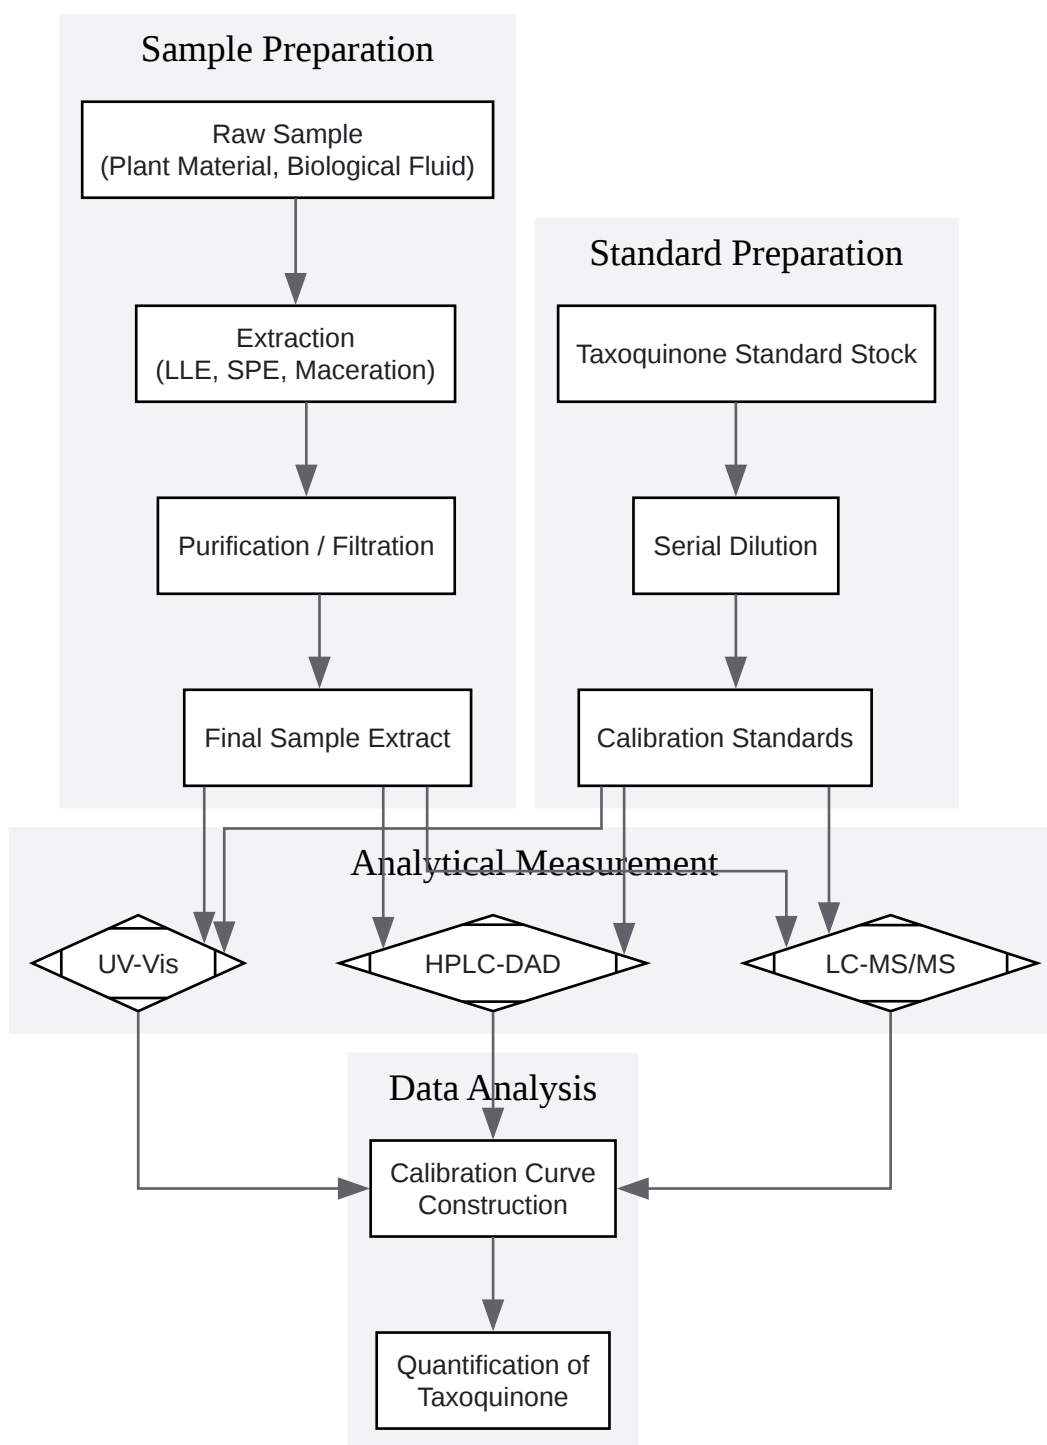 Sample Preparation
Raw Sample
(Plant Material, Biological Fluid)
Extraction
(LLE, SPE, Maceration)
Purification / Filtration
Final Sample Extract
Standard Preparation
Taxoquinone Standard Stock
Serial Dilution
Calibration Standards
Analytical Measurement
UV-Vis
HPLC-DAD
LC-MS/MS
Data Analysis
Calibration Curve
Construction
Quantification of
Taxoquinone